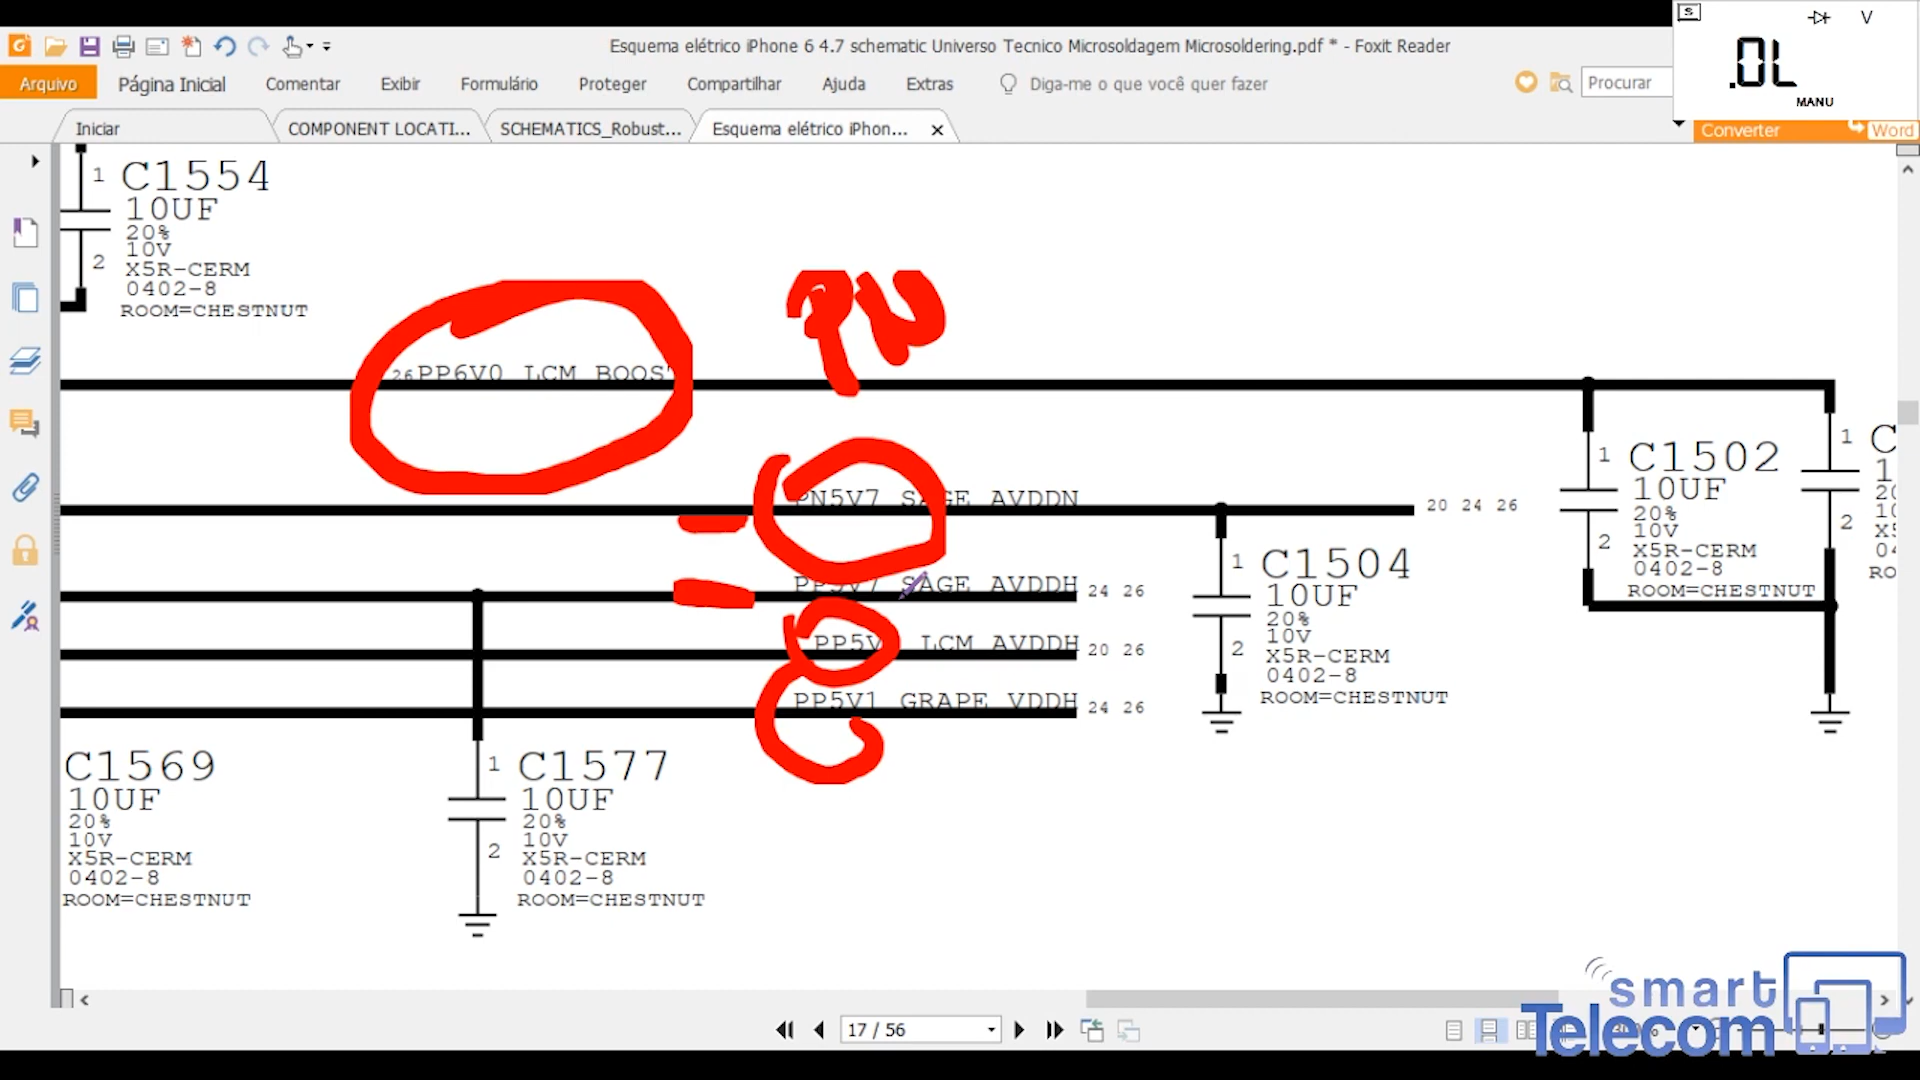 Esquema elétrico iPhone 6 4.7 schematic Universo Tecnico Microsoldagem Microsoldering.pdf * - Foxit Reader
S V
.0L
MANU
Arquivo Página Inicial Comentar Exibir Formulário Proteger Compartilhar Ajuda Extras Diga-me o que você quer fazer Procurar
Iniciar COMPONENT LOCATI... SCHEMATICS_Robust... Esquema elétrico iPhon... Converter Word
1 C1554
10UF
20%
10V
2 X5R-CERM
0402-8
ROOM=CHESTNUT
PN
26 PP6V0 LCM BOOST
PN5V7 SAGE AVDDN 20 24 26
PP5V7 SAGE AVDDH 24 26
PP5V LCM AVDDH 20 26
PP5V1 GRAPE VDDH 24 26
1 C1504
10UF
20%
10V
2 X5R-CERM
0402-8
ROOM=CHESTNUT
1 C1502
10UF
20%
10V
2 X5R-CERM
0402-8
ROOM=CHESTNUT
1 C
2
RO
C1569
10UF
20%
10V
X5R-CERM
0402-8
ROOM=CHESTNUT
1 C1577
10UF
20%
10V
2 X5R-CERM
0402-8
ROOM=CHESTNUT
17 / 56
smart
Telecom